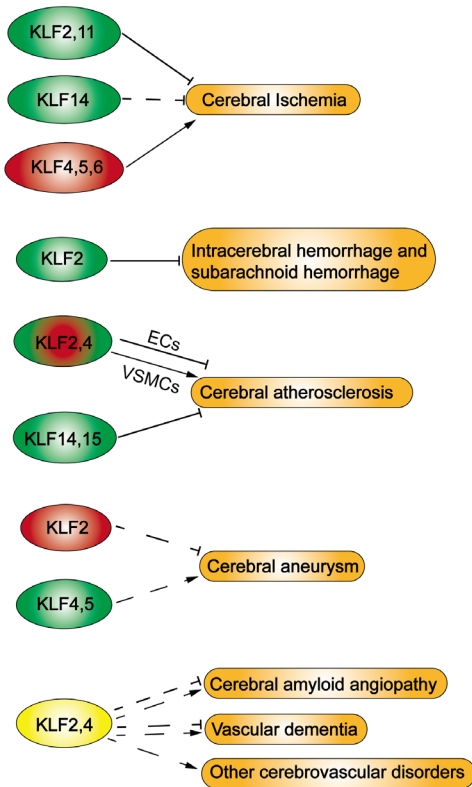 KLF2,11
KLF14
Cerebral Ischemia
KLF4,5,6
KLF2
Intracerebral hemorrhage and
subarachnoid hemorrhage
KLF2,4
ECs
VSMCs
Cerebral atherosclerosis
KLF14,15
KLF2
Cerebral aneurysm
KLF4,5
KLF2,4
Cerebral amyloid angiopathy
Vascular dementia
Other cerebrovascular disorders